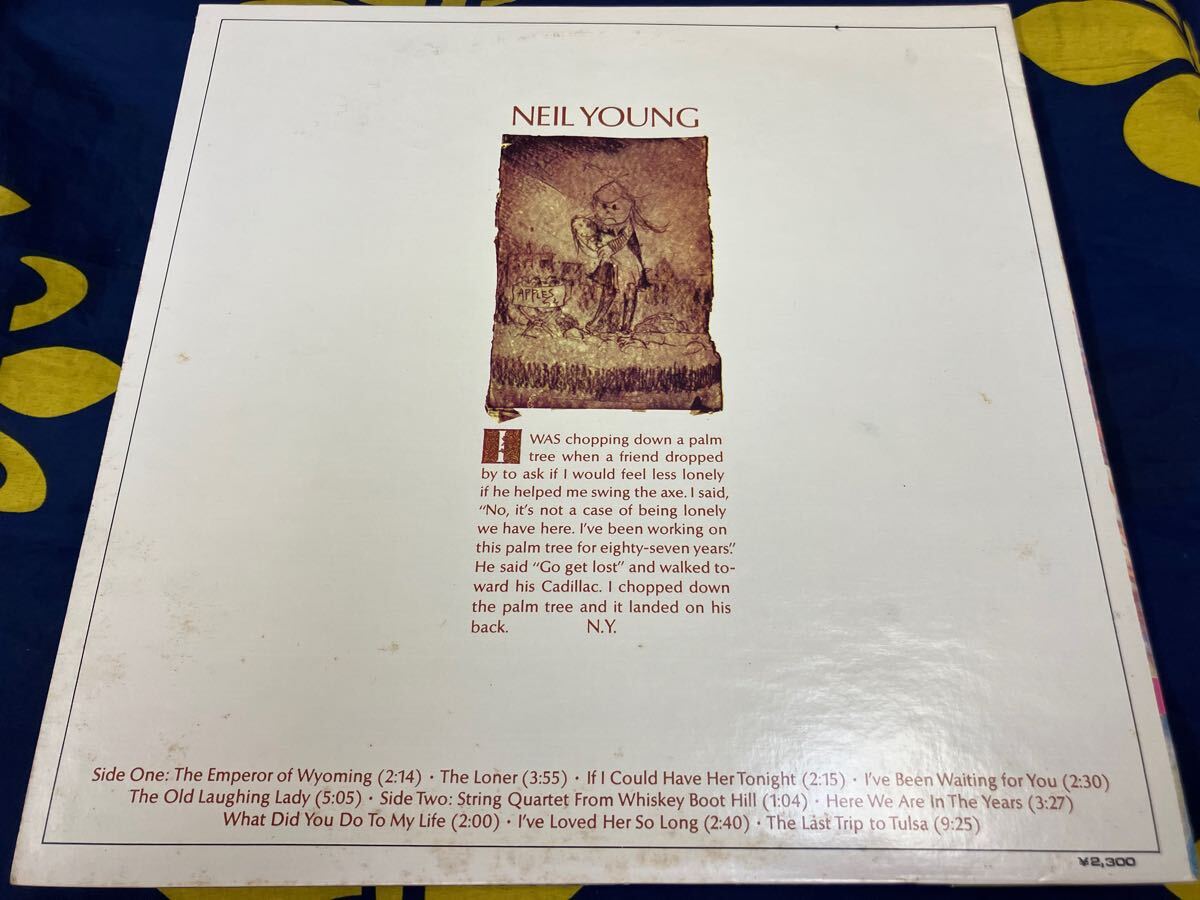 NEIL YOUNG
APPLES
5¢
I WAS chopping down a palm
tree when a friend dropped
by to ask if I would feel less lonely
if he helped me swing the axe. I said,
“No, it’s not a case of being lonely
we have here. I’ve been working on
this palm tree for eighty-seven years.”
He said “Go get lost” and walked to-
ward his Cadillac. I chopped down
the palm tree and it landed on his
back. N.Y.
Side One: The Emperor of Wyoming (2:14) · The Loner (3:55) · If I Could Have Her Tonight (2:15) · I’ve Been Waiting for You (2:30)
The Old Laughing Lady (5:05) · Side Two: String Quartet From Whiskey Boot Hill (1:04) · Here We Are In The Years (3:27)
What Did You Do To My Life (2:00) · I’ve Loved Her So Long (2:40) · The Last Trip to Tulsa (9:25)
¥2,300